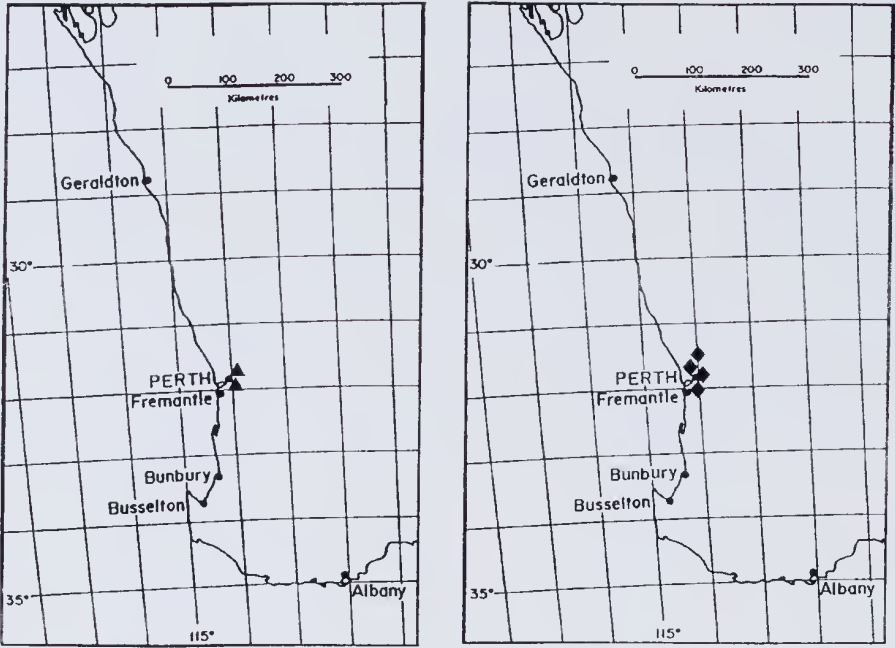 0 100 200 300
Kilometres
Geraldton
30°
PERTH
Fremantle
Bunbury
Busselton
Albany
35°
115°
0 100 200 300
Kilometres
Geraldton
30°
PERTH
Fremantle
Bunbury
Busselton
Albany
35°
115°